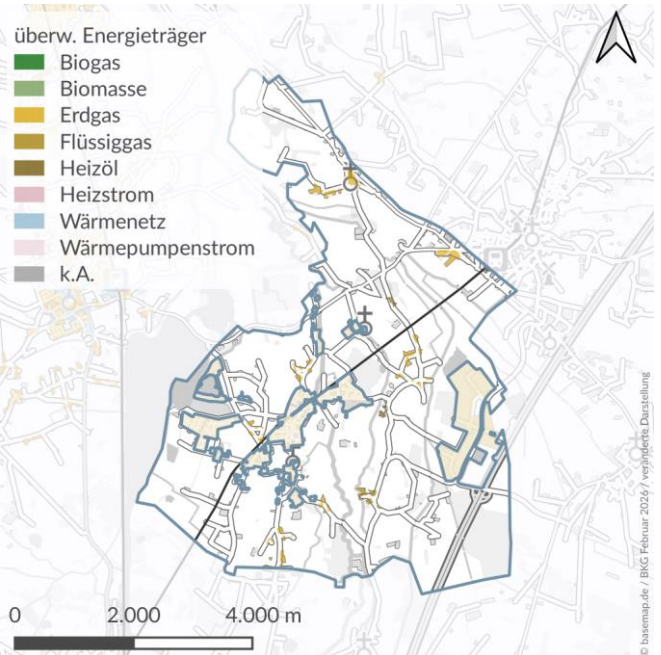 überw. Energieträger
Biogas
Biomasse
Erdgas
Flüssiggas
Heizöl
Heizstrom
Wärmenetz
Wärmepumpenstrom
k.A.
0 2.000 4.000 m
© basemap.de / BKG Februar 2026 / veränderte Darstellung